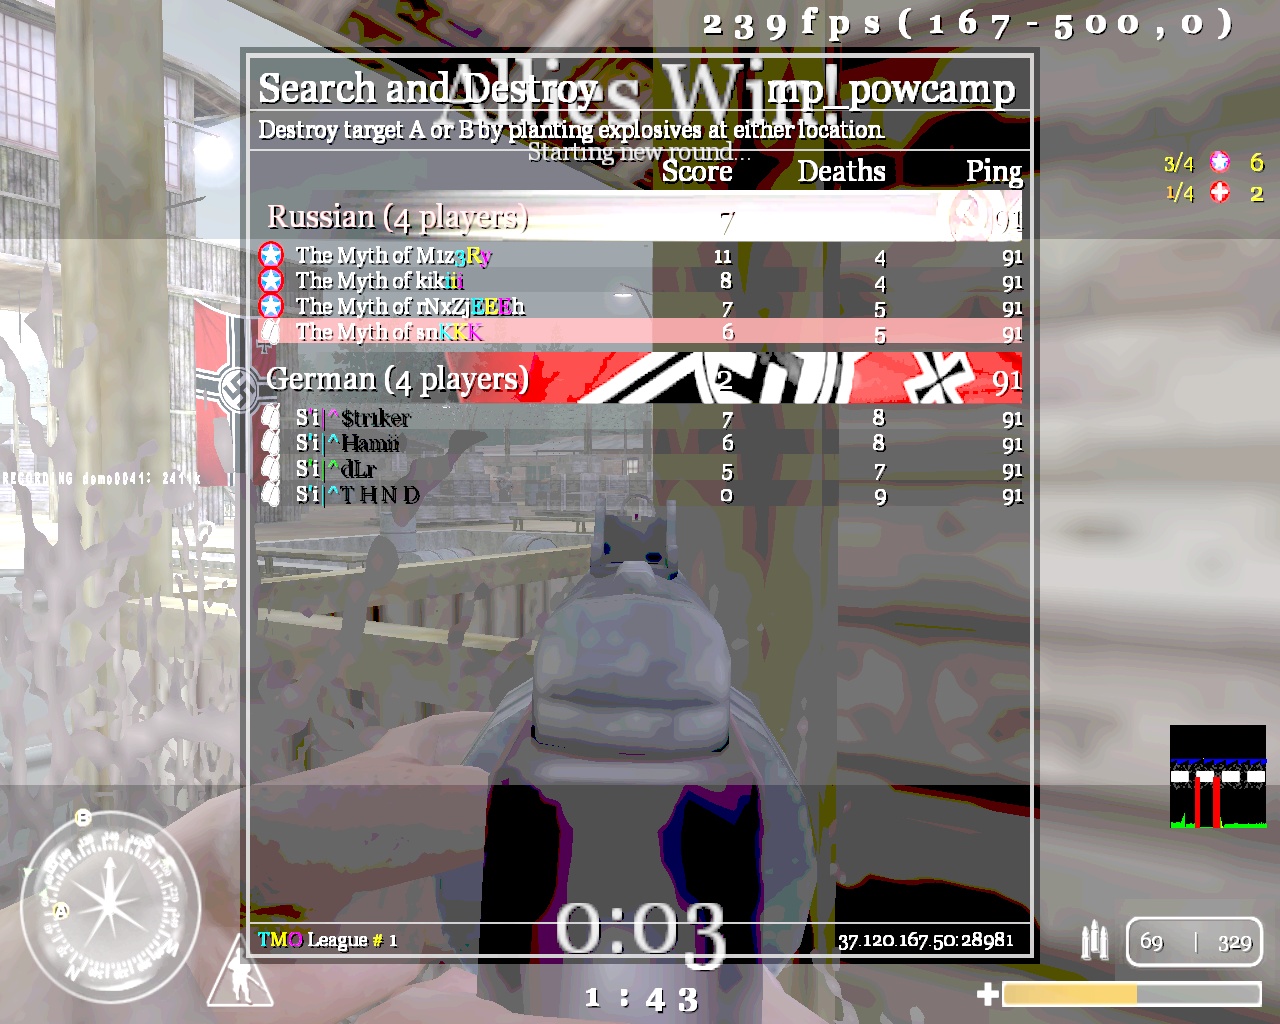 239fps(167-500,0)
Allies Win!
Search and Destroy mp_powcamp
Destroy target A or B by planting explosives at either location.
Starting new round...
Score Deaths Ping
3/4 6
1/4 2
Russian (4 players) 7 91
The Myth of M1z3Ry 11 4 91
The Myth of kikiiii 8 4 91
The Myth of rNxZjEEEh 7 5 91
The Myth of snKKK 6 5 91
German (4 players) 2 91
S'i|^$tr1ker 7 8 91
S'i|^Hamii 6 8 91
S'i|^dLr 5 7 91
S'i|^T H N D 0 9 91
RECORDING demo0041: 2411k
B
A
N
0:03
TMO League # 1 37.120.167.50:28981
69 | 329
1:43